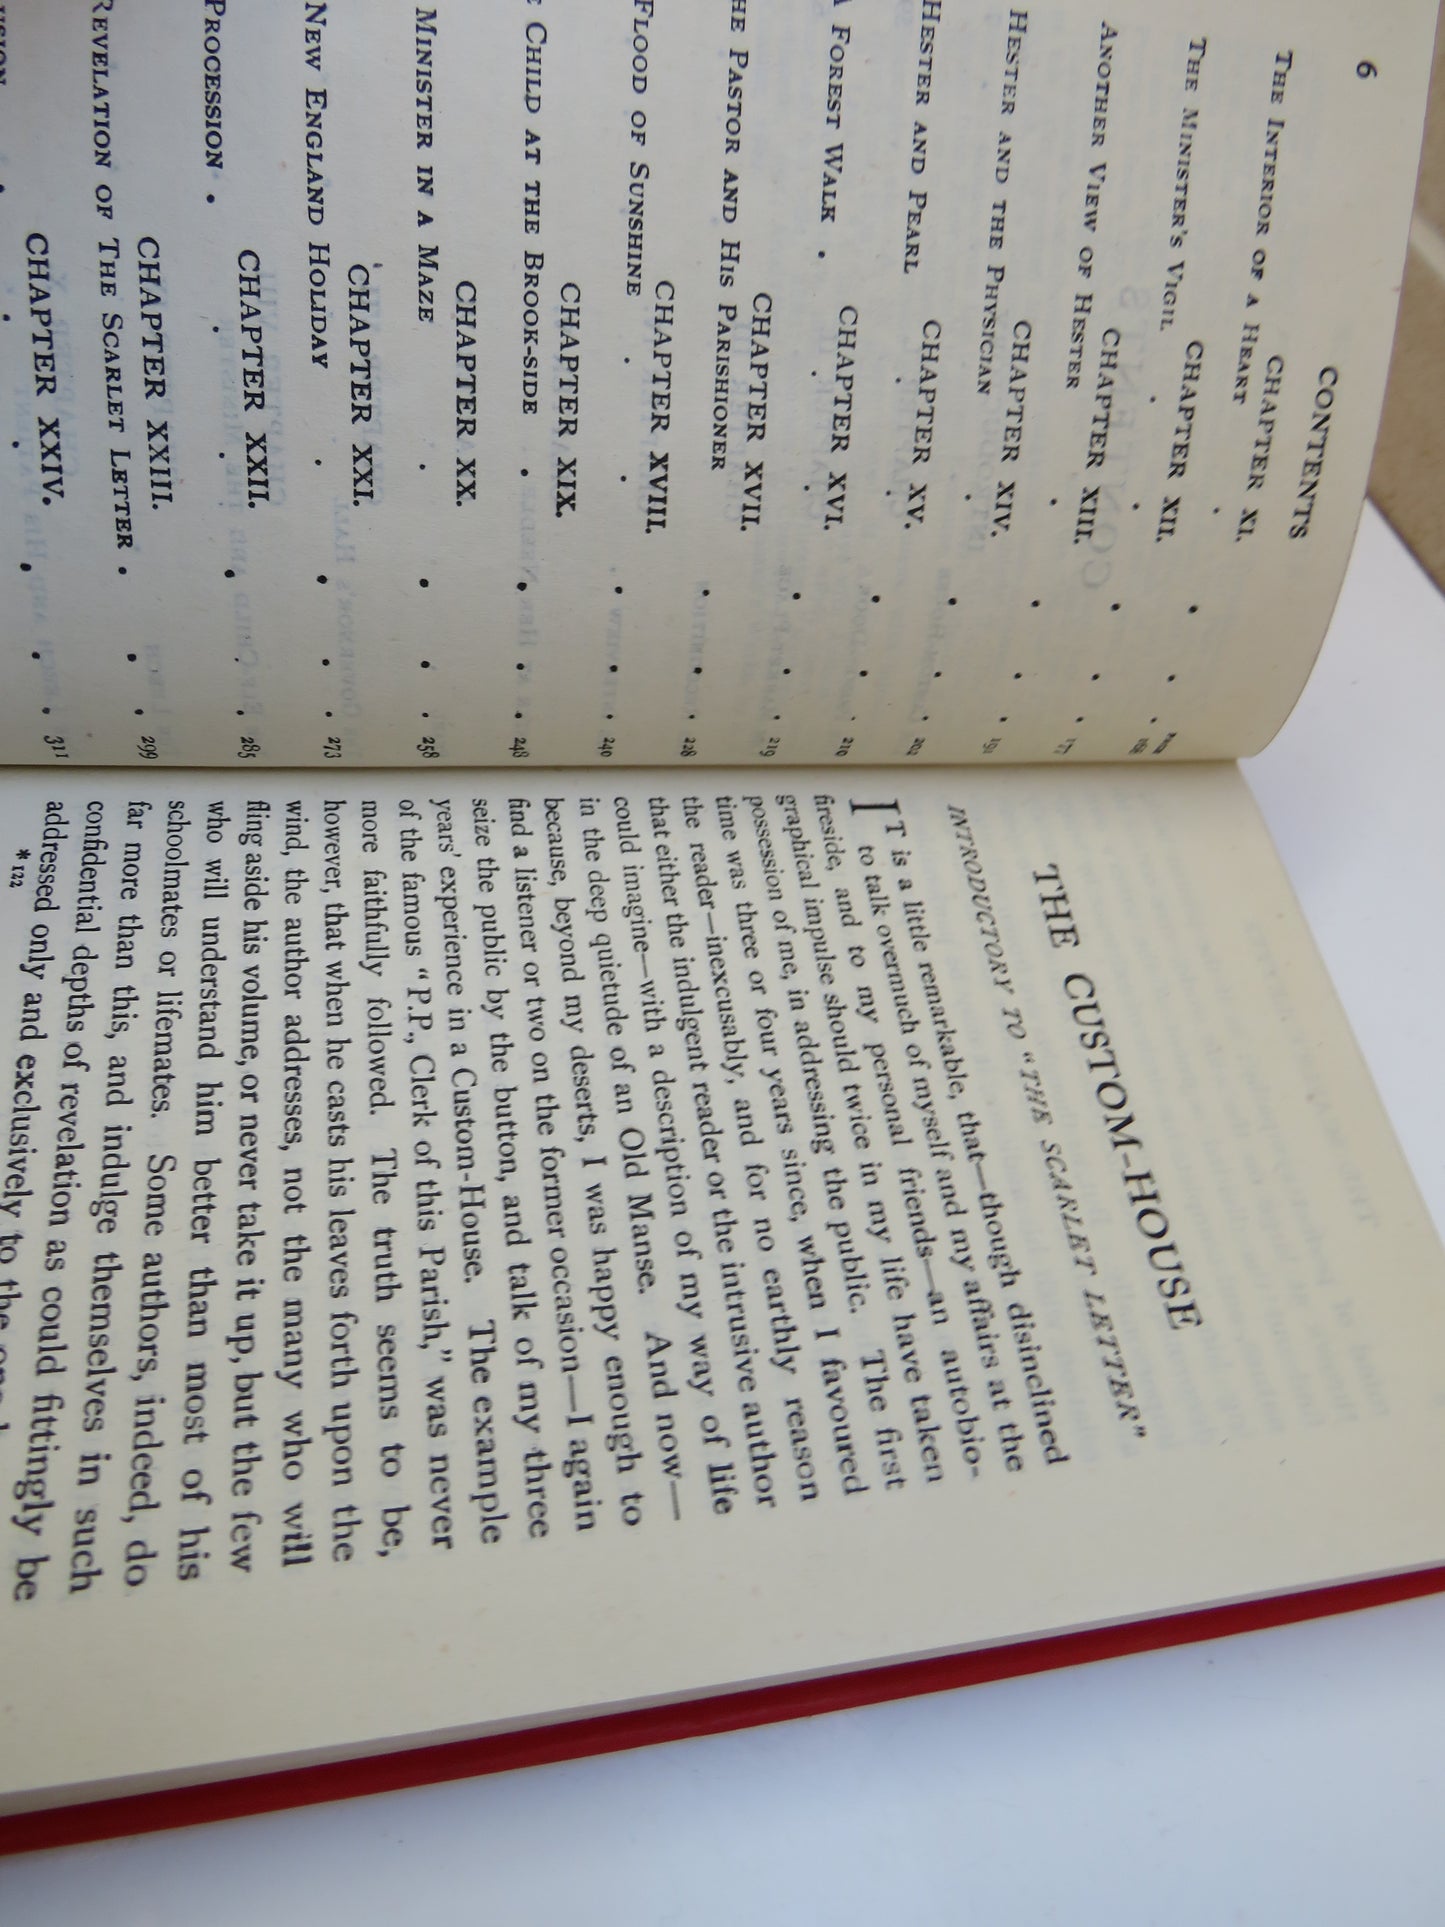 6
CONTENTS
CHAPTER XI.
THE INTERIOR OF A HEART . . . .
CHAPTER XII.
THE MINISTER'S VIGIL . . . .
CHAPTER XIII.
ANOTHER VIEW OF HESTER . . . . 177
CHAPTER XIV.
HESTER AND THE PHYSICIAN . . . 191
CHAPTER XV.
HESTER AND PEARL . . . . 202
CHAPTER XVI.
A FOREST WALK . . . . . 210
CHAPTER XVII.
THE PASTOR AND HIS PARISHIONER . . . 219
CHAPTER XVIII.
FLOOD OF SUNSHINE . . . . . 228
CHAPTER XIX.
CHILD AT THE BROOK-SIDE . . . . 240
CHAPTER XX.
MINISTER IN A MAZE . . . . 248
CHAPTER XXI.
NEW ENGLAND HOLIDAY . . . . 258
CHAPTER XXII.
PROCESSION . . . . . . 273
CHAPTER XXIII.
REVELATION OF THE SCARLET LETTER . . . 285
CHAPTER XXIV.
299
311
THE CUSTOM-HOUSE
INTRODUCTORY TO "THE SCARLET LETTER"
IT is a little remarkable, that—though disinclined
to talk overmuch of myself and my affairs at the
fireside, and to my personal friends—an autobio-
graphical impulse should twice in my life have taken
possession of me, in addressing the public. The first
time was three or four years since, when I favoured
the reader—inexcusably, and for no earthly reason
that either the indulgent reader or the intrusive author
could imagine—with a description of my way of life
in the deep quietude of an Old Manse. And now—
because, beyond my deserts, I was happy enough to
find a listener or two on the former occasion—I again
seize the public by the button, and talk of my three
years' experience in a Custom-House. The example
of the famous "P.P., Clerk of this Parish," was never
more faithfully followed. The truth seems to be,
however, that when he casts his leaves forth upon the
wind, the author addresses, not the many who will
fling aside his volume, or never take it up, but the few
who will understand him better than most of his
schoolmates or lifemates. Some authors, indeed, do
far more than this, and indulge themselves in such
confidential depths of revelation as could fittingly be
addressed only and exclusively to the
*122